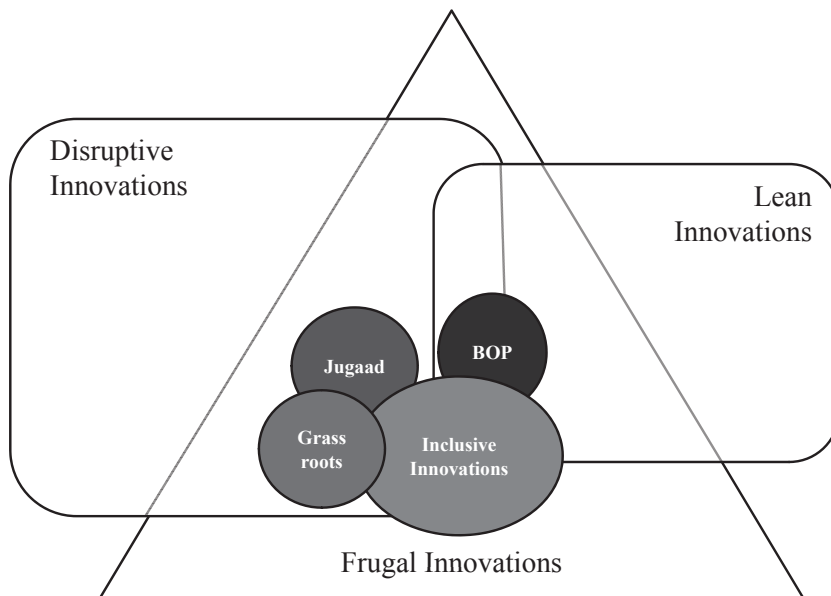 Disruptive
Innovations
Lean
Innovations
Jugaad
BOP
Grass
roots
Inclusive
Innovations
Frugal Innovations